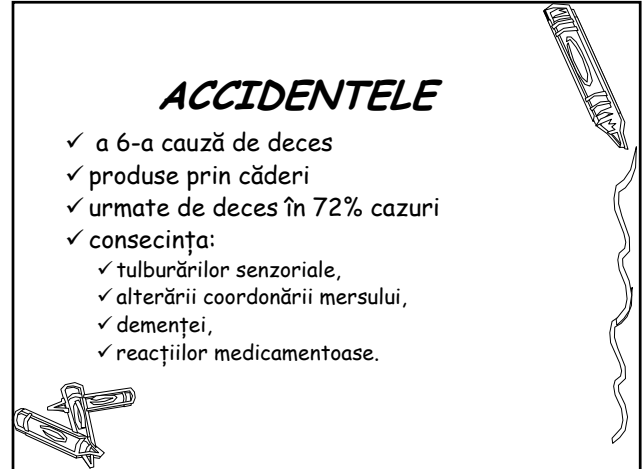 ACCIDENTELE
✓ a 6-a cauză de deces
✓ produse prin căderi
✓ urmate de deces în 72% cazuri
✓ consecința:
✓ tulburărilor senzoriale,
✓ alterării coordonării mersului,
✓ demenței,
✓ reacțiilor medicamentoase.